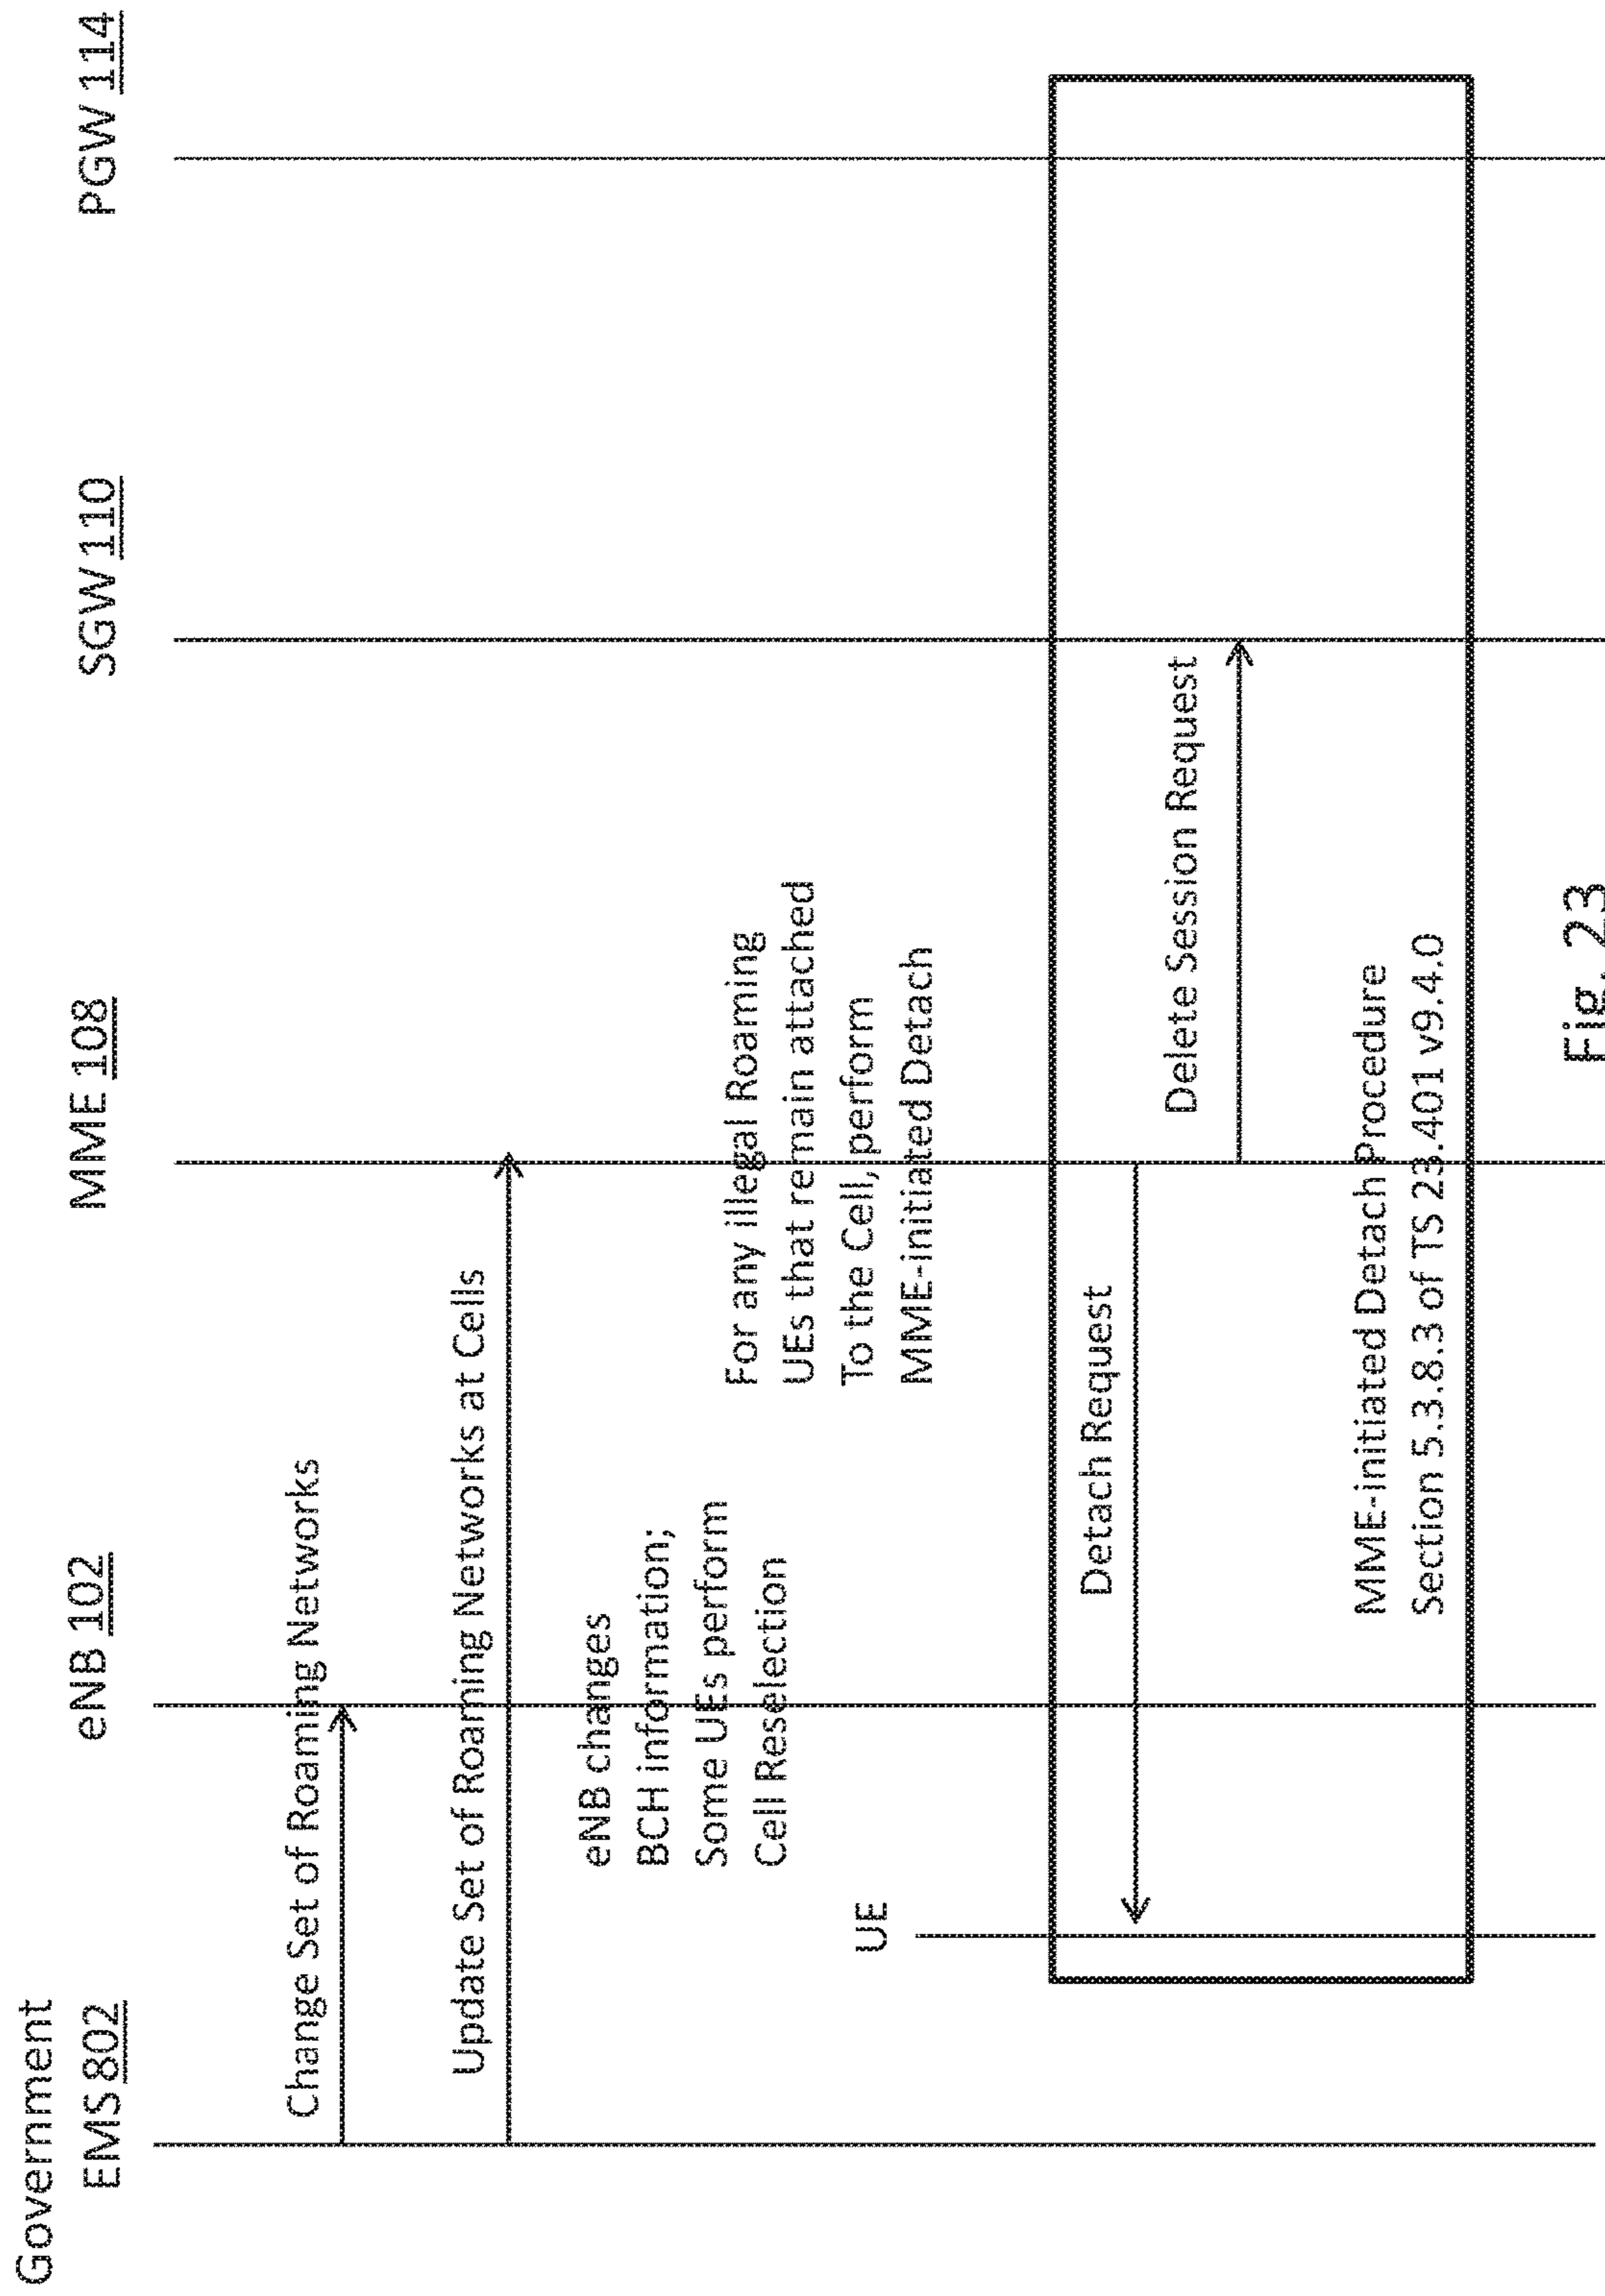 Government
EMS 802
eNB 102
MME 108
SGW 110
PGW 114
Change Set of Roaming Networks
Update Set of Roaming Networks at Cells
eNB changes
BCH information;
Some UEs perform
Cell Reselection
For any illegal Roaming
UEs that remain attached
To the Cell, perform
MME-initiated Detach
UE
Detach Request
Delete Session Request
MME-initiated Detach Procedure
Section 5.3.8.3 of TS 23.401 v9.4.0
Fig. 23